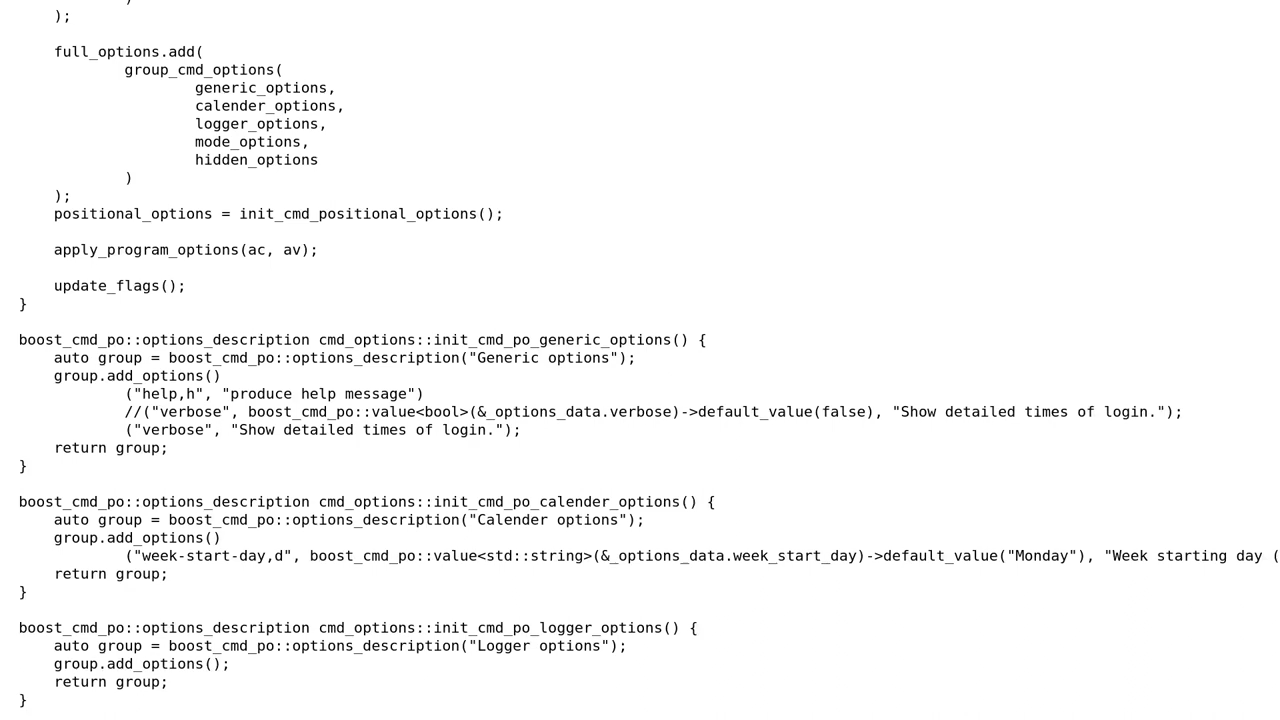 )
    );

    full_options.add(
            group_cmd_options(
                    generic_options,
                    calender_options,
                    logger_options,
                    mode_options,
                    hidden_options
            )
    );
    positional_options = init_cmd_positional_options();

    apply_program_options(ac, av);

    update_flags();
}

boost_cmd_po::options_description cmd_options::init_cmd_po_generic_options() {
    auto group = boost_cmd_po::options_description("Generic options");
    group.add_options()
            ("help,h", "produce help message")
            //("verbose", boost_cmd_po::value<bool>(&_options_data.verbose)->default_value(false), "Show detailed times of login.");
            ("verbose", "Show detailed times of login.");
    return group;
}

boost_cmd_po::options_description cmd_options::init_cmd_po_calender_options() {
    auto group = boost_cmd_po::options_description("Calender options");
    group.add_options()
            ("week-start-day,d", boost_cmd_po::value<std::string>(&_options_data.week_start_day)->default_value("Monday"), "Week starting day (
    return group;
}

boost_cmd_po::options_description cmd_options::init_cmd_po_logger_options() {
    auto group = boost_cmd_po::options_description("Logger options");
    group.add_options();
    return group;
}